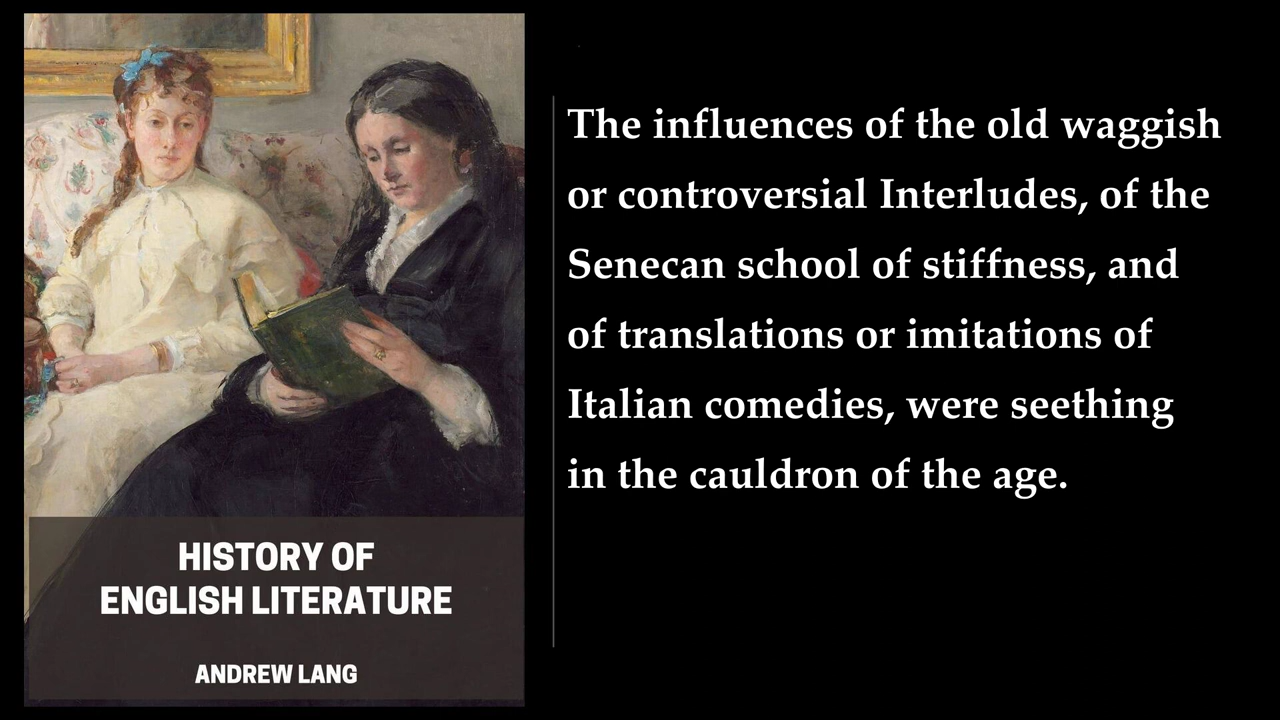 The influences of the old waggish
or controversial Interludes, of the
Senecan school of stiffness, and
of translations or imitations of
Italian comedies, were seething
in the cauldron of the age.
HISTORY OF
ENGLISH LITERATURE
ANDREW LANG